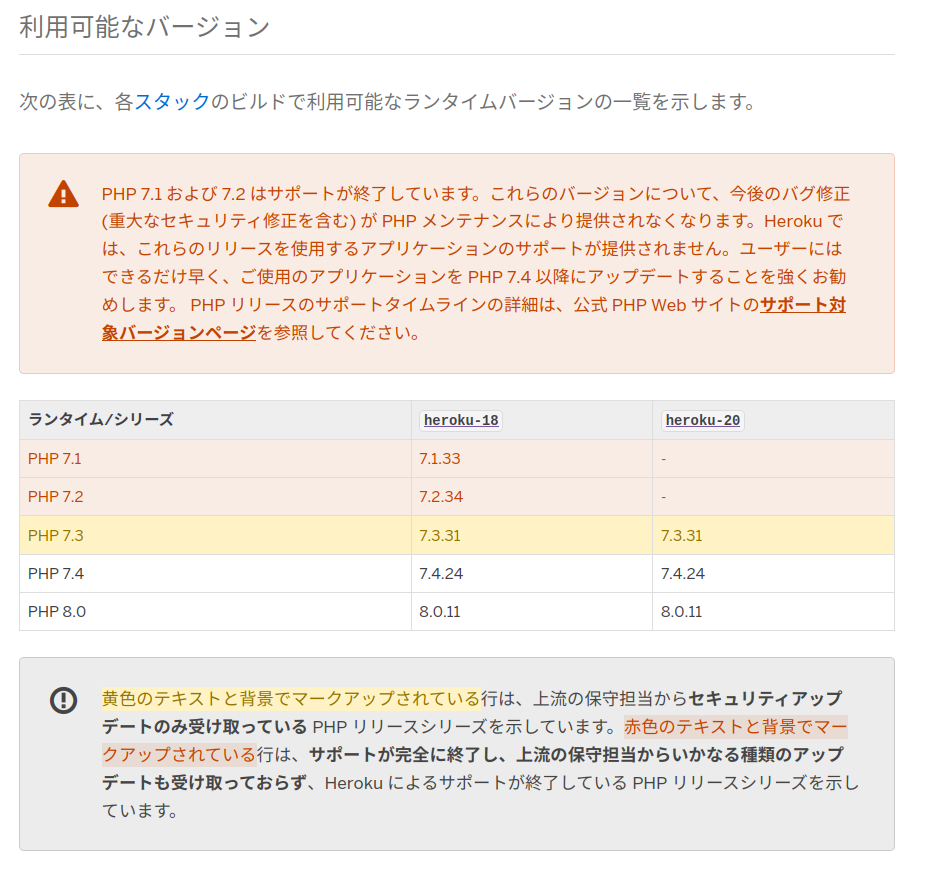 利用可能なバージョン
次の表に、各スタックのビルドで利用可能なランタイムバージョンの一覧を示します。
PHP 7.1 および 7.2 はサポートが終了しています。これらのバージョンについて、今後のバグ修正
(重大なセキュリティ修正を含む) が PHP メンテナンスにより提供されなくなります。Heroku で
は、これらのリリースを使用するアプリケーションのサポートが提供されません。ユーザーには
できるだけ早く、ご使用のアプリケーションを PHP 7.4 以降にアップデートすることを強くお勧
めします。 PHP リリースのサポートタイムラインの詳細は、公式 PHP Web サイトのサポート対
象バージョンページを参照してください。
ランタイム/シリーズ heroku-18 heroku-20
PHP 7.1 7.1.33 -
PHP 7.2 7.2.34 -
PHP 7.3 7.3.31 7.3.31
PHP 7.4 7.4.24 7.4.24
PHP 8.0 8.0.11 8.0.11
黄色のテキストと背景でマークアップされている行は、上流の保守担当からセキュリティアップ
デートのみ受け取っている PHP リリースシリーズを示しています。赤色のテキストと背景でマー
クアップされている行は、サポートが完全に終了し、上流の保守担当からいかなる種類のアップ
デートも受け取っておらず、Heroku によるサポートが終了している PHP リリースシリーズを示し
ています。